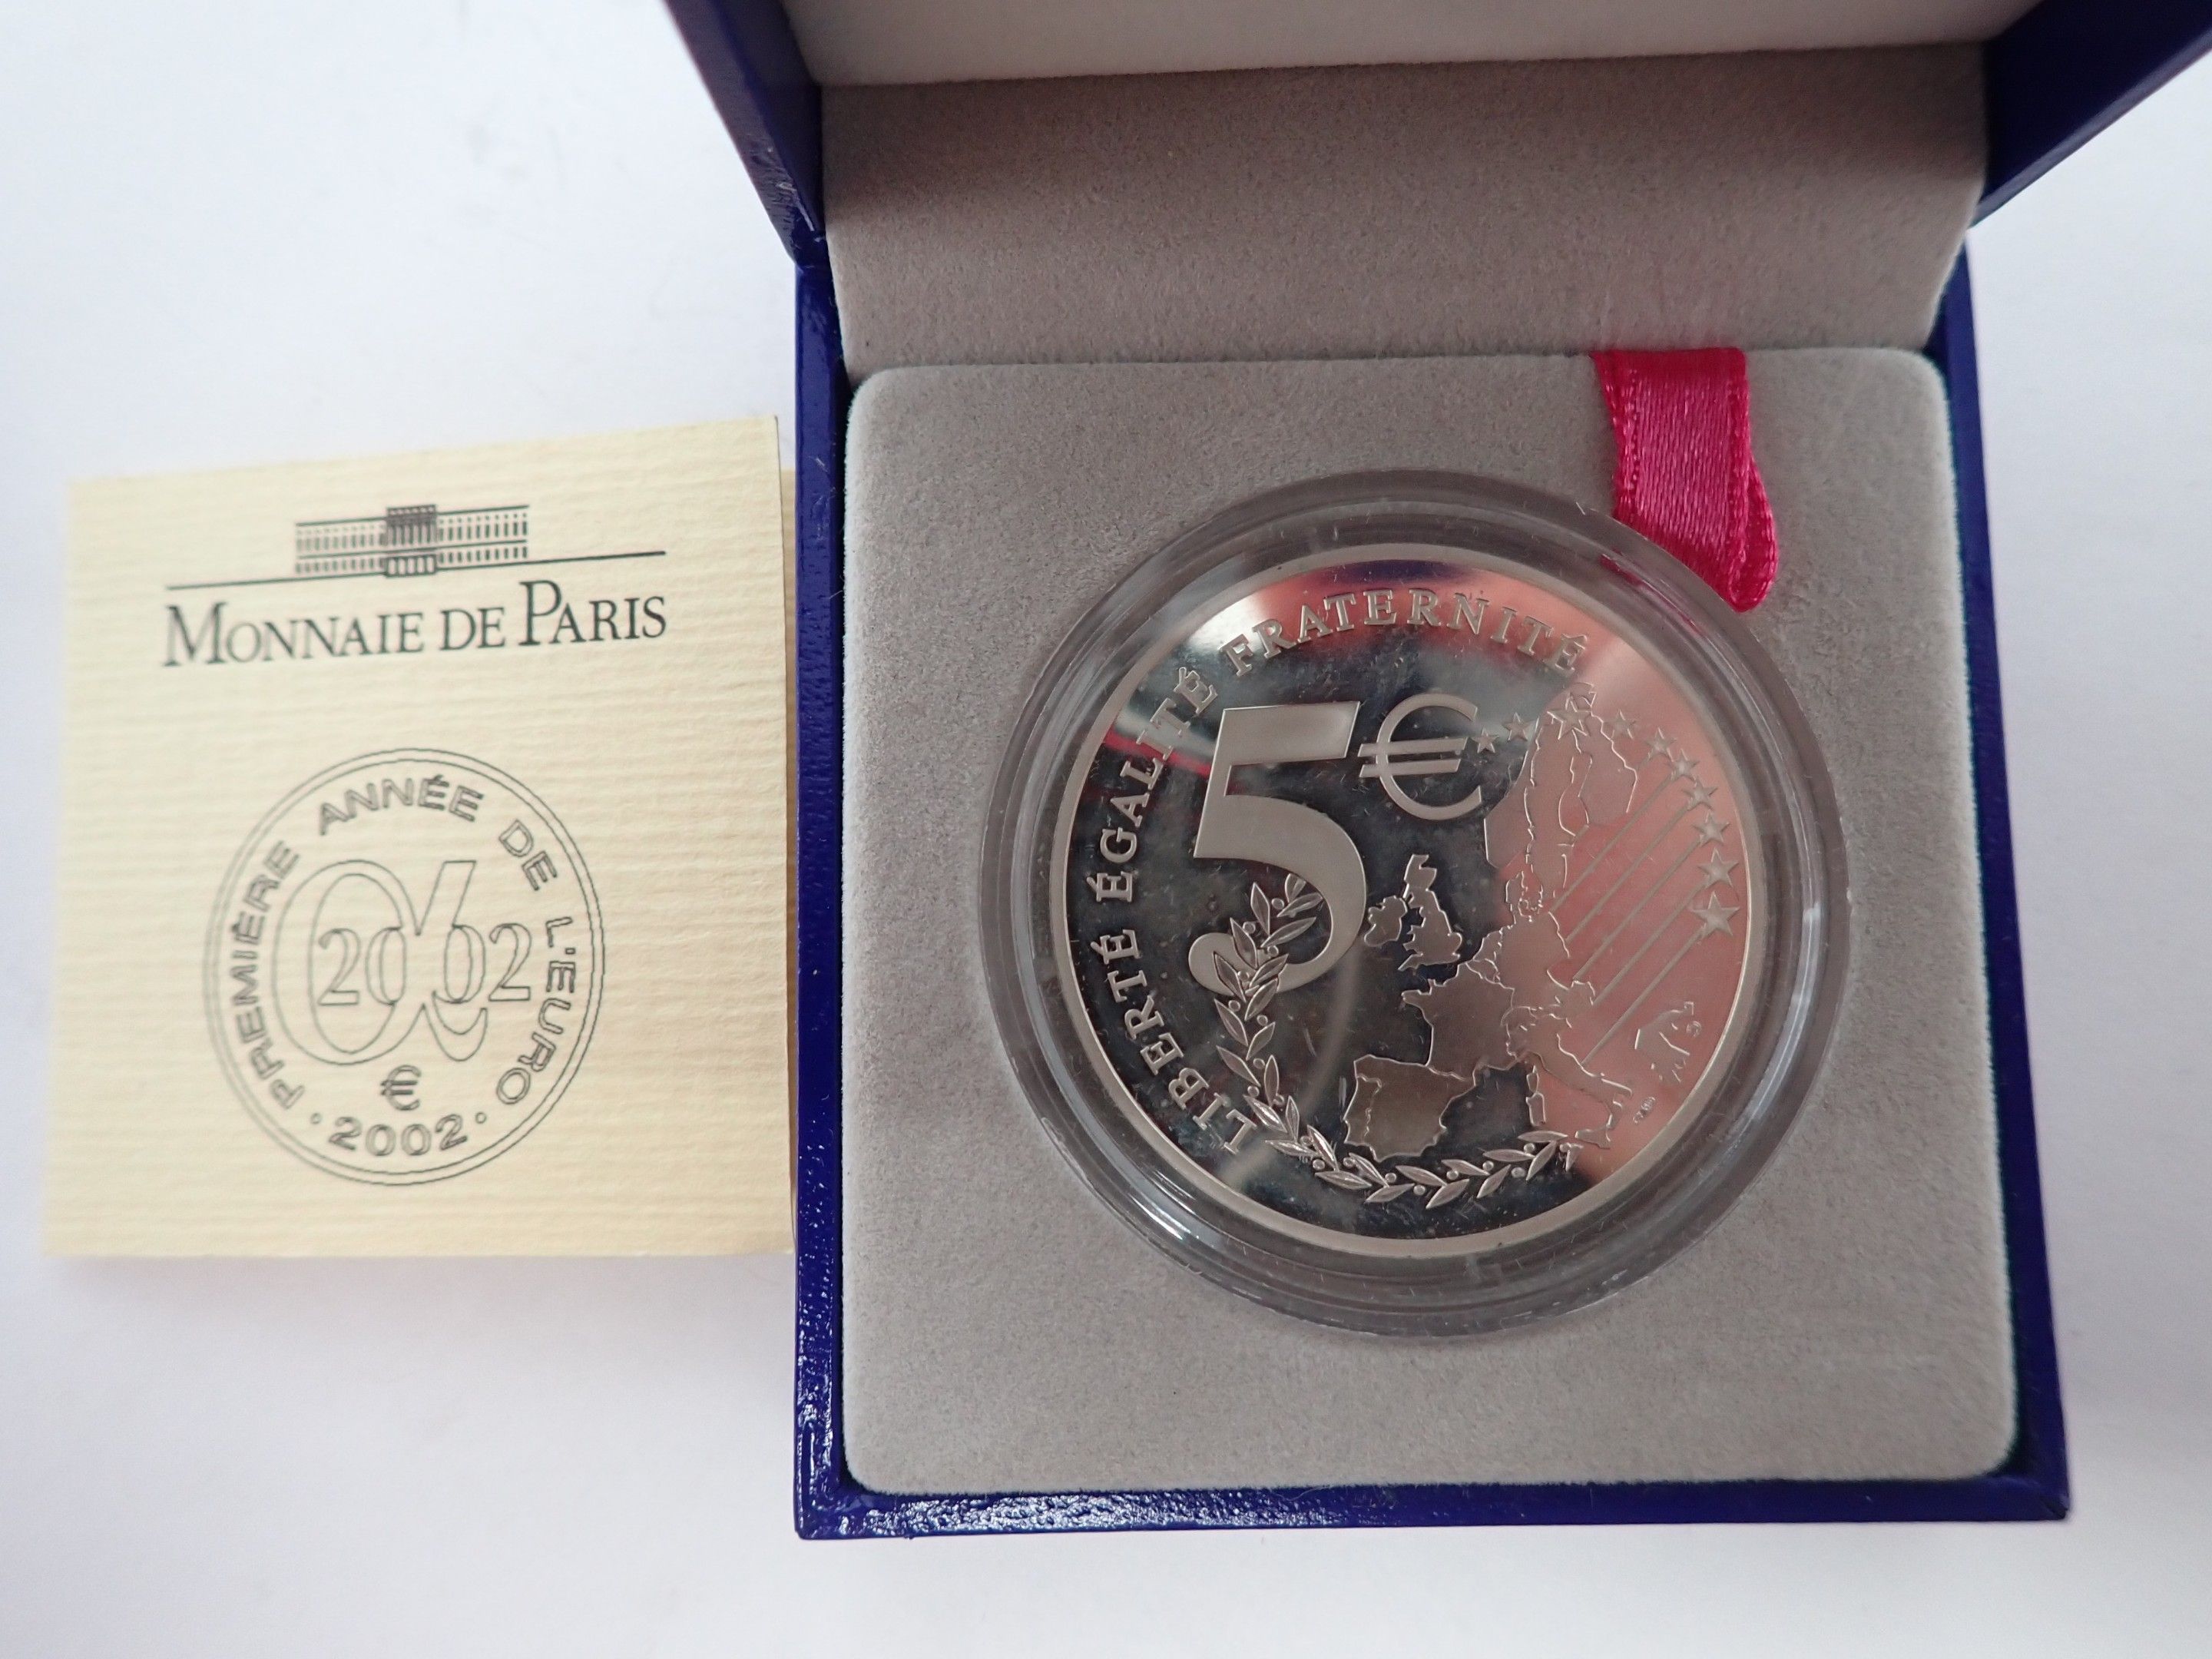 MONNAIE DE PARIS
PREMIÈRE ANNÉE DE L'EURO
2002
€
· 2002 ·
LIBERTÉ ÉGALITÉ FRATERNITÉ
5 €